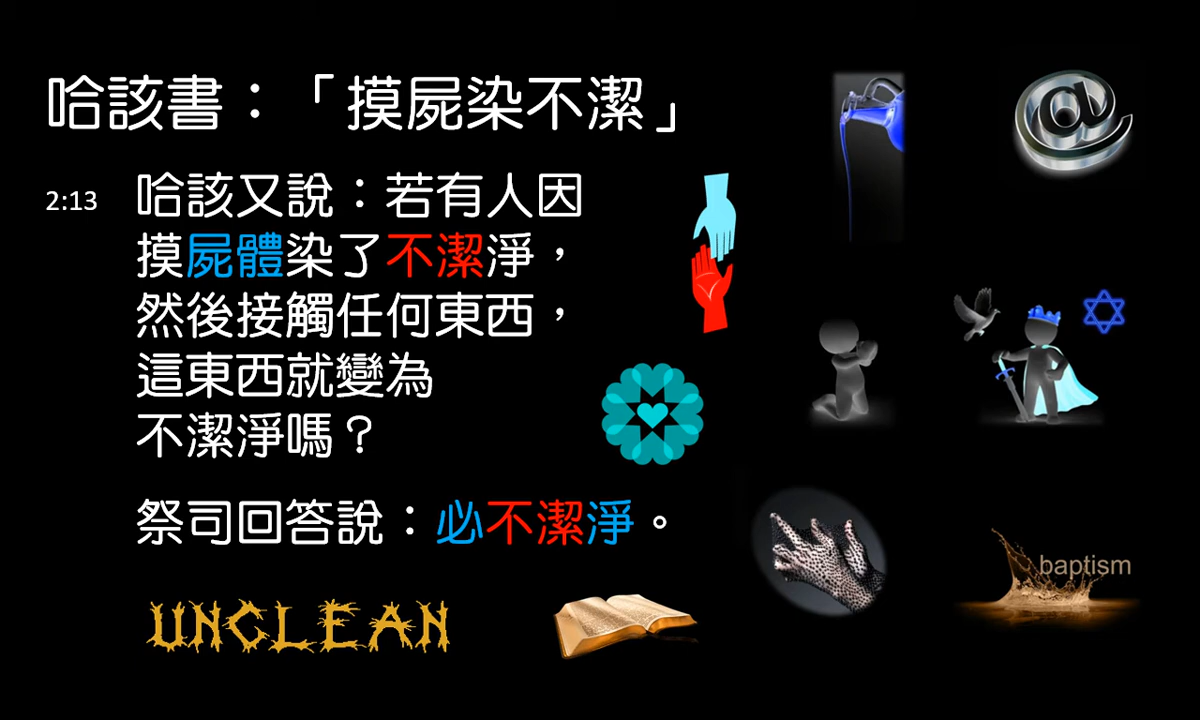 哈該書：「摸屍染不潔」
2:13 哈該又說：若有人因
摸屍體染了不潔淨，
然後接觸任何東西，
這東西就變為
不潔淨嗎？
祭司回答說：必不潔淨。
UNCLEAN
@
baptism